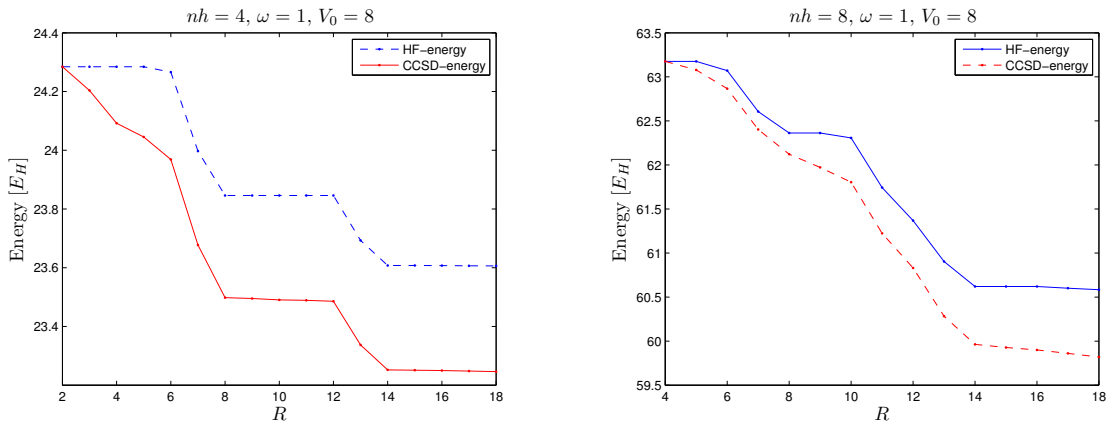 nh = 4, ω = 1, V₀ = 8
24.4
24.2
24
23.8
23.6
23.4
Energy [E_H]
HF−energy
CCSD−energy
2 4 6 8 10 12 14 16 18
R
nh = 8, ω = 1, V₀ = 8
63.5
63
62.5
62
61.5
61
60.5
60
59.5
Energy [E_H]
HF−energy
CCSD−energy
4 6 8 10 12 14 16 18
R